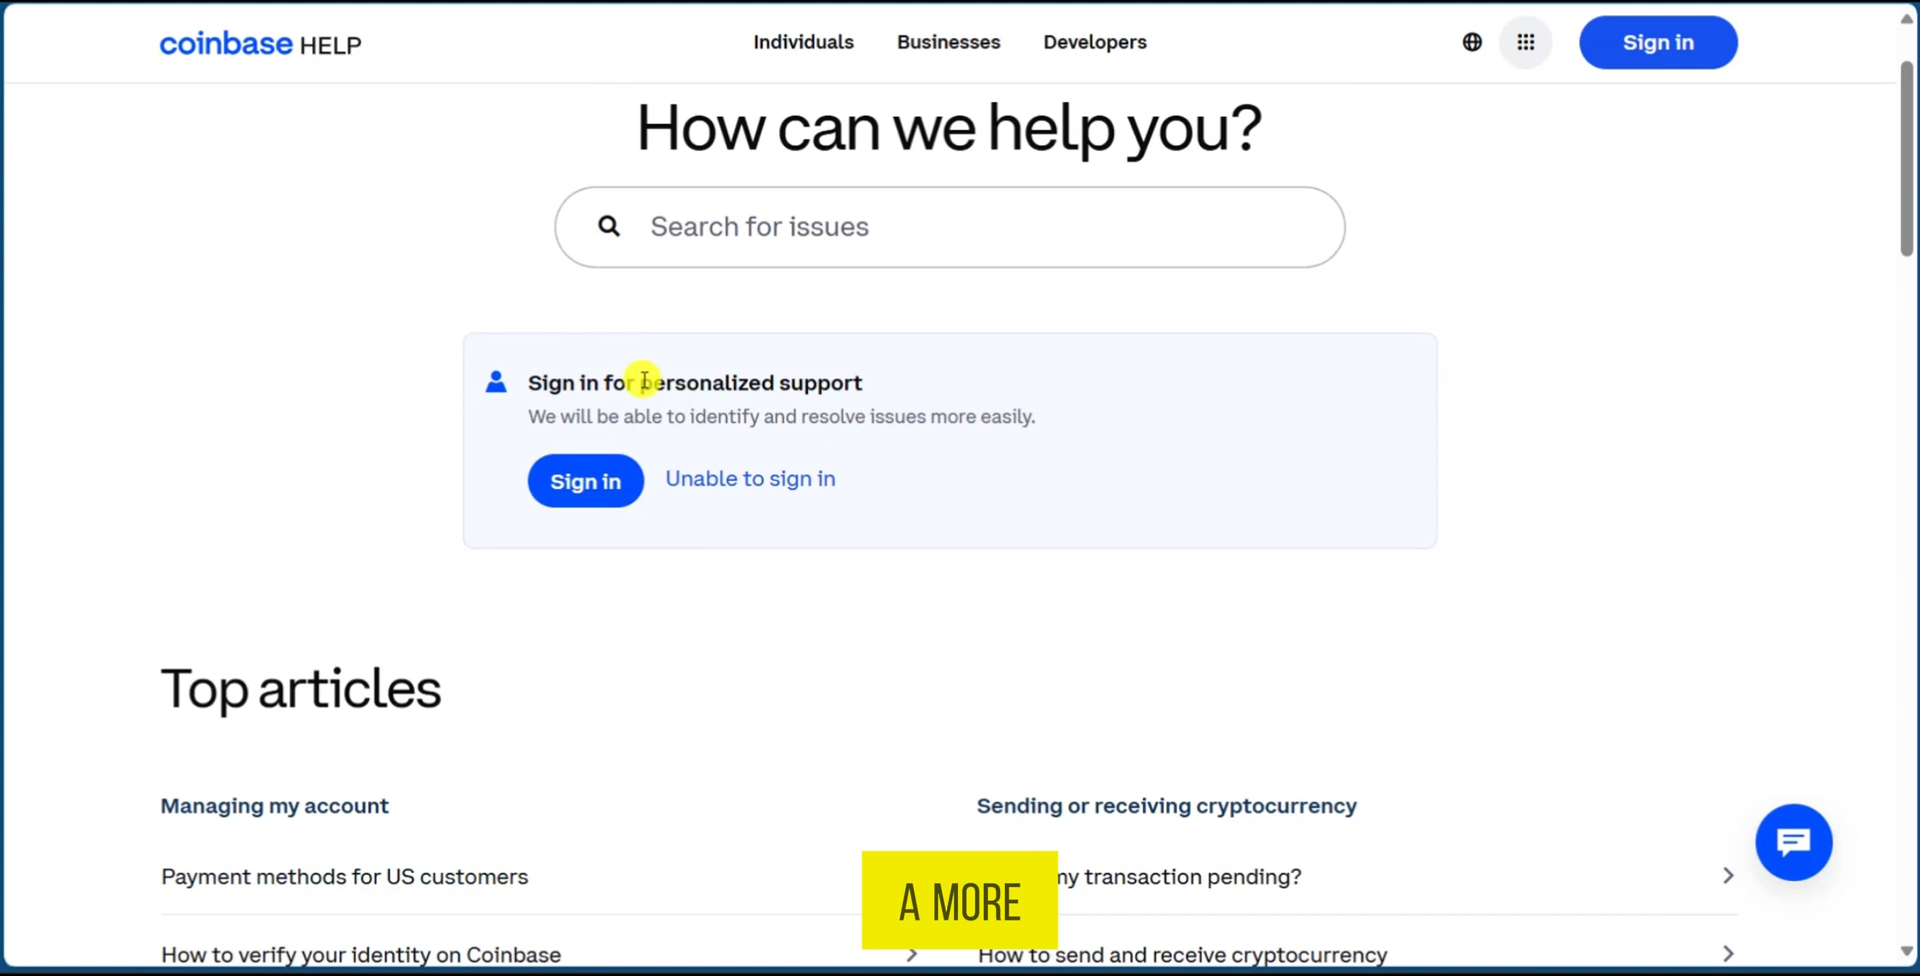 coinbase HELP
Individuals
Businesses
Developers
Sign in
How can we help you?
Search for issues
Sign in for personalized support
We will be able to identify and resolve issues more easily.
Sign in
Unable to sign in
Top articles
Managing my account
Sending or receiving cryptocurrency
Payment methods for US customers
my transaction pending?
A MORE
How to verify your identity on Coinbase
How to send and receive cryptocurrency